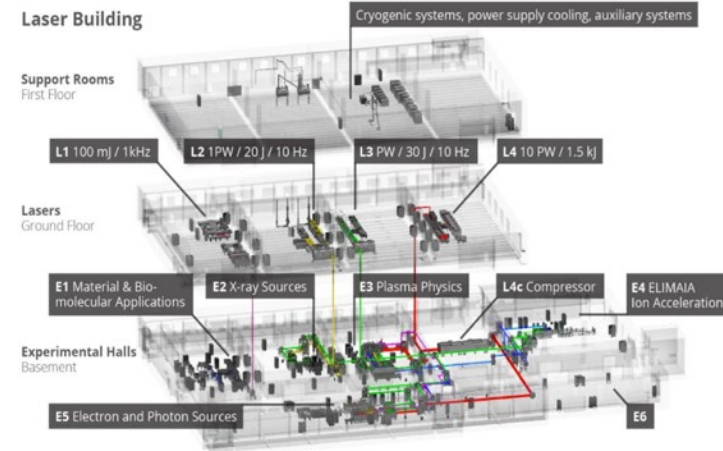 Laser Building
Cryogenic systems, power supply cooling, auxiliary systems
Support Rooms
First Floor
L1 100 mJ / 1kHz
L2 1PW / 20 J / 10 Hz
L3 PW / 30 J / 10 Hz
L4 10 PW / 1.5 kJ
Lasers
Ground Floor
E1 Material & Bio-
molecular Applications
E2 X-ray Sources
E3 Plasma Physics
L4c Compressor
E4 ELIMAIA
Ion Acceleration
Experimental Halls
Basement
E5 Electron and Photon Sources
E6